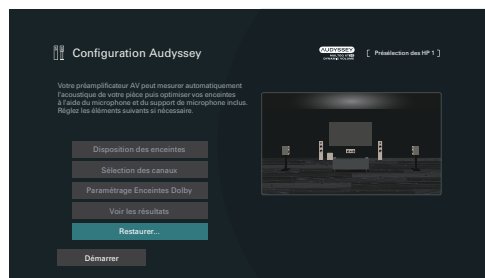 Configuration Audyssey
AUDYSSEY
[ Présélection des HP 1 ]
Votre préamplificateur AV peut mesurer automatiquement
l'acoustique de votre pièce puis optimiser vos enceintes
à l'aide du microphone et du support de microphone inclus.
Réglez les éléments suivants si nécessaire.
Disposition des enceintes
Sélection des canaux
Paramétrage Enceintes Dolby
Voir les résultats
Restaurer...
Démarrer